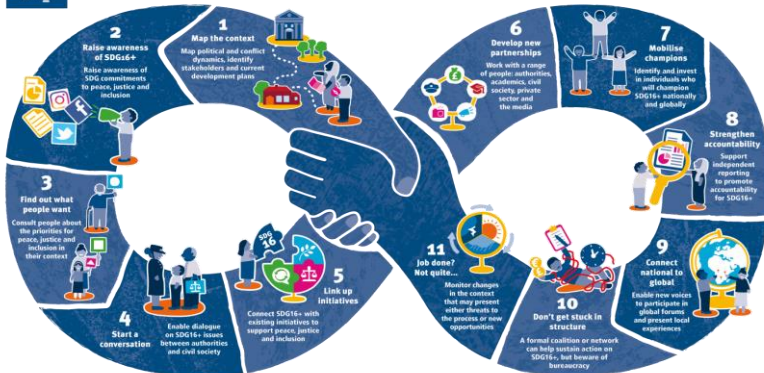 1
Map the context
Map political and conflict
dynamics, identify
stakeholders and current
development plans
2
Raise awareness
of SDG16+
Raise awareness of
SDG commitments
to peace, justice and
inclusion
3
Find out what
people want
Consult people about
the priorities for
peace, justice and
inclusion in
their context
4
Start a
conversation
Enable dialogue
on SDG16+ issues
between authorities
and civil society
SDG
16
5
Link up
initiatives
Connect SDG16+ with
existing initiatives to
support peace, justice
and inclusion
6
Develop new
partnerships
Work with a range
of people: authorities,
academics, civil
society, private
sector and
the media
7
Mobilise
champions
Identify and invest
in individuals who
will champion
SDG16+ nationally
and globally
8
Strengthen
accountability
Support
independent
reporting
to promote
accountability
for SDG16+
9
Connect
national to
global
Enable new voices
to participate in
global forums
and present local
experiences
10
Don't get stuck in
structure
A formal coalition or network
can help sustain action on
SDG16+, but beware of
bureaucracy
11
Job done?
Not quite...
Monitor changes
in the context
that may present
either threats to
the process or new
opportunities